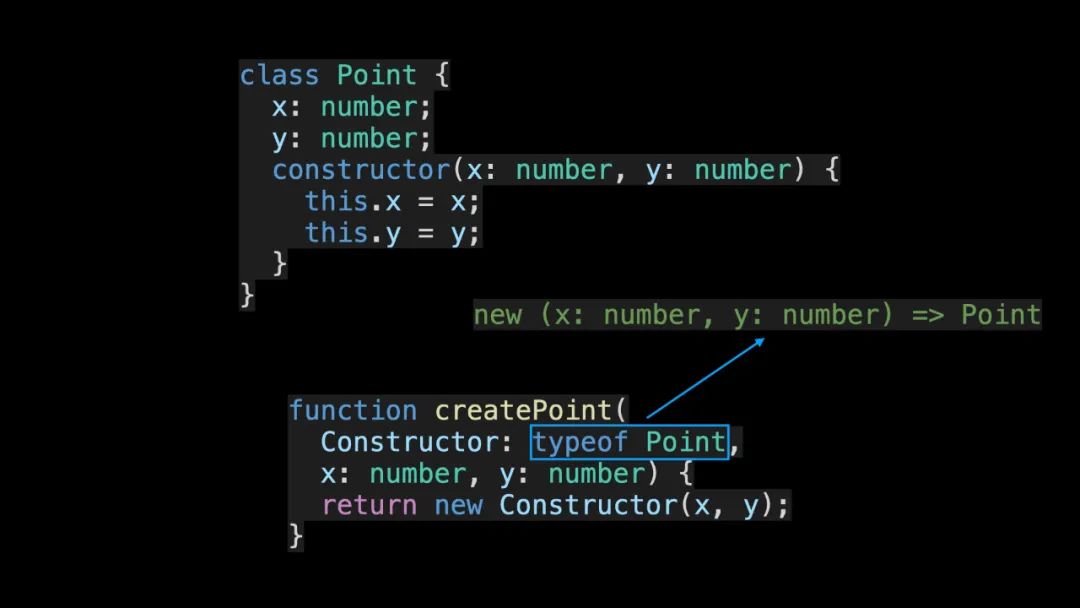 class Point {
  x: number;
  y: number;
  constructor(x: number, y: number) {
    this.x = x;
    this.y = y;
  }
}
new (x: number, y: number) => Point
function createPoint(
  Constructor: typeof Point,
  x: number, y: number) {
  return new Constructor(x, y);
}